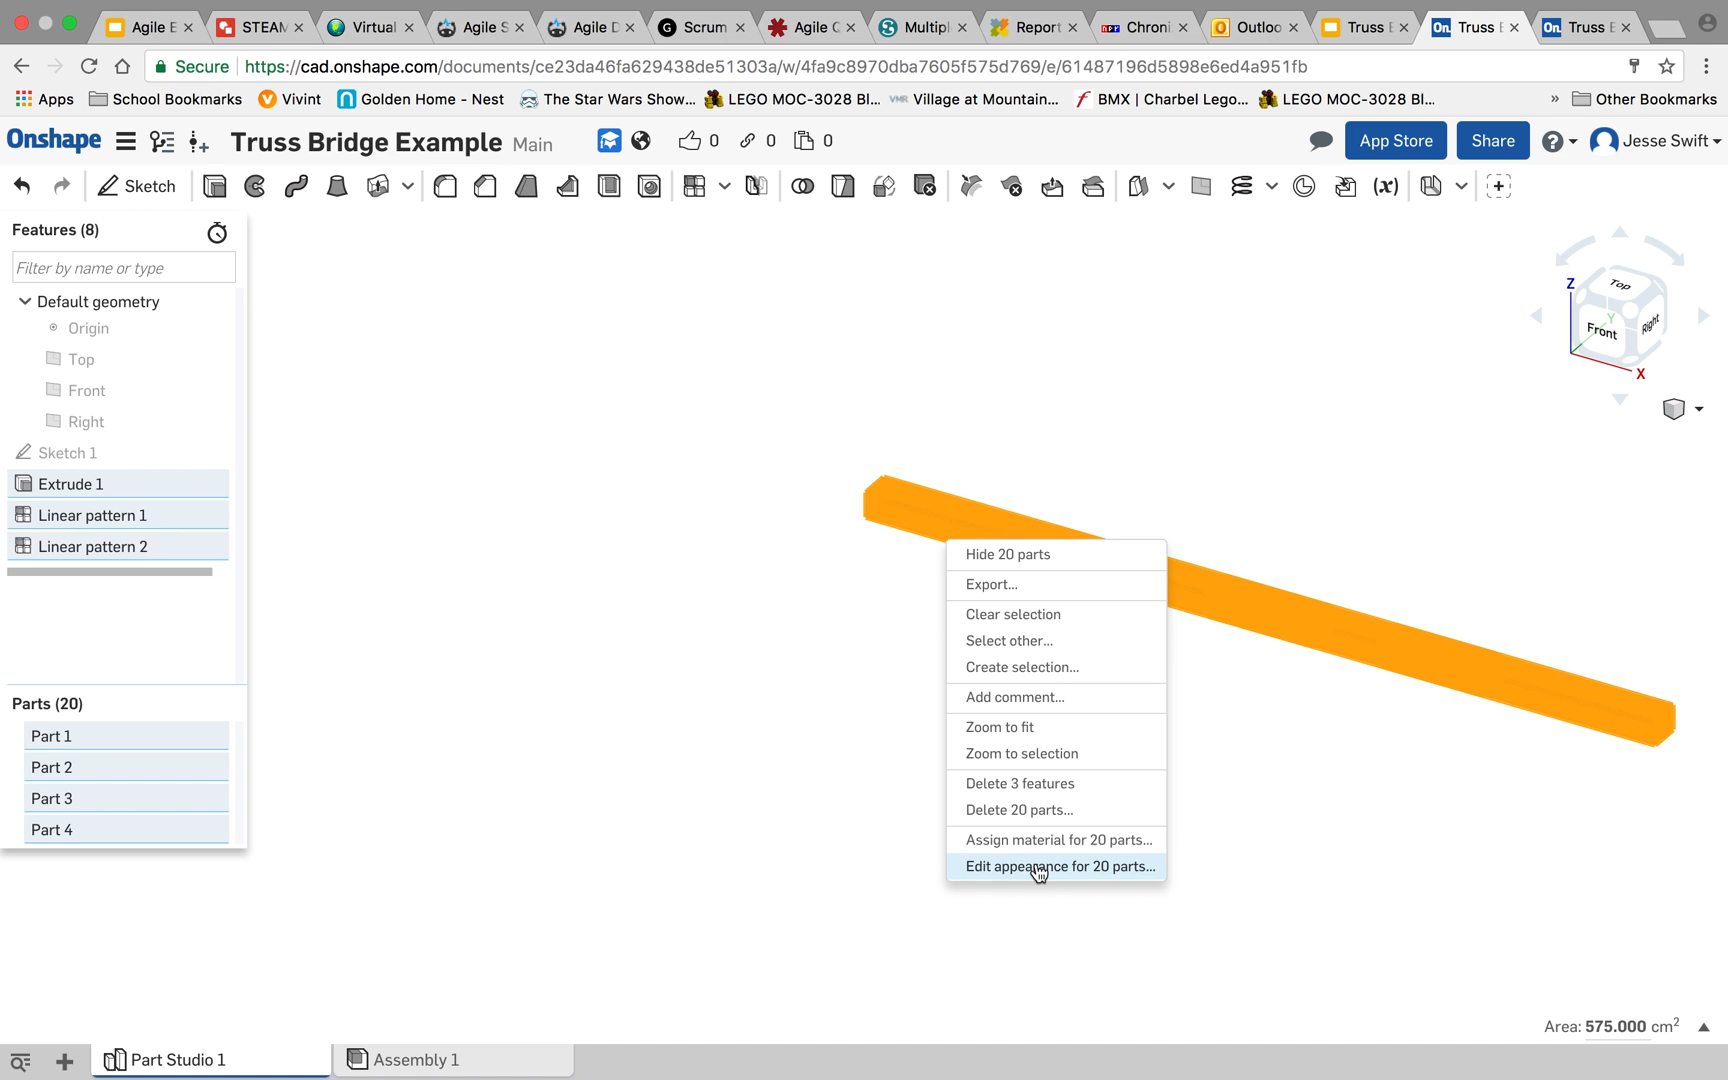 Agile E
STEAM
Virtual
Agile S
Agile D
Scrum
Agile C
Multipl
Report
npr
Chroni
Outloo
Truss E
On.
Truss E
On.
Truss E
Secure
https://cad.onshape.com/documents/ce23da46fa629438de51303a/w/4fa9c8970dba7605f575d769/e/61487196d5898e6ed4a951fb
Apps
School Bookmarks
Vivint
Golden Home - Nest
The Star Wars Show...
LEGO MOC-3028 Bl...
VMR
Village at Mountain...
BMX | Charbel Lego...
LEGO MOC-3028 Bl...
»
Other Bookmarks
Onshape
Truss Bridge Example Main
0
0
0
App Store
Share
Jesse Swift
Sketch
(x)
Features (8)
Filter by name or type
Default geometry
Origin
Top
Front
Right
Sketch 1
Extrude 1
Linear pattern 1
Linear pattern 2
Parts (20)
Part 1
Part 2
Part 3
Part 4
Z
Top
Y
Front
Right
X
Hide 20 parts
Export...
Clear selection
Select other...
Create selection...
Add comment...
Zoom to fit
Zoom to selection
Delete 3 features
Delete 20 parts...
Assign material for 20 parts...
Edit appearance for 20 parts...
Area: 575.000 cm²
Part Studio 1
Assembly 1